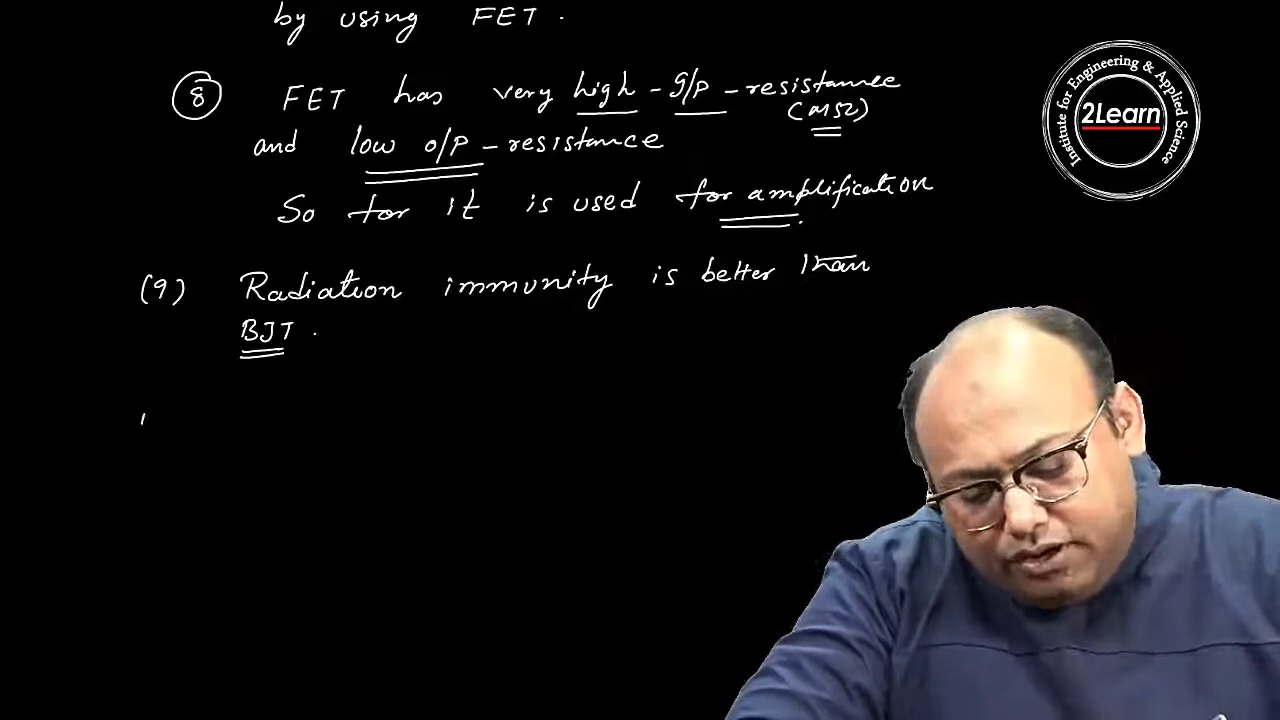 by using FET.
(8) FET has very high-I/P-resistance
(MΩ)
and low O/P-resistance
So for it is used for amplification.
(9) Radiation immunity is better than
BJT.
2Learn
Institute for Engineering & Applied Science